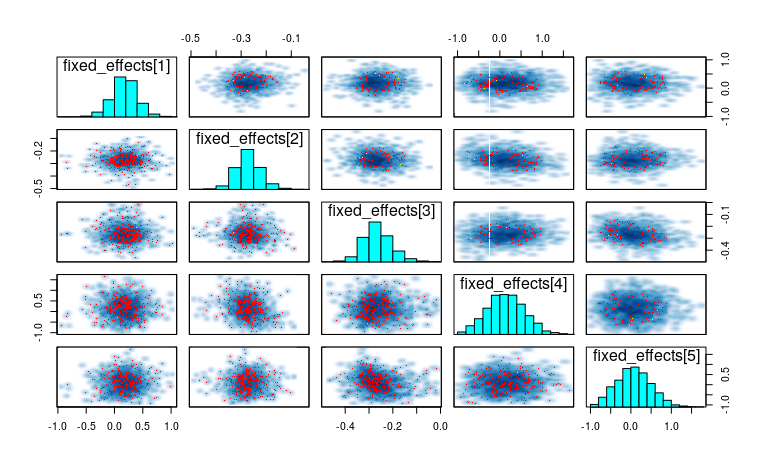 -0.5 -0.3 -0.1 -1.0 0.0 1.0
fixed_effects[1]
-1.0 0.0 1.0
fixed_effects[2]
-0.5 -0.2
fixed_effects[3]
-0.4 -0.1
fixed_effects[4]
-1.0 0.5
fixed_effects[5]
-1.0 0.5
-1.0 -0.5 0.0 0.5 1.0 -0.4 -0.2 0.0 -1.0 0.0 1.0